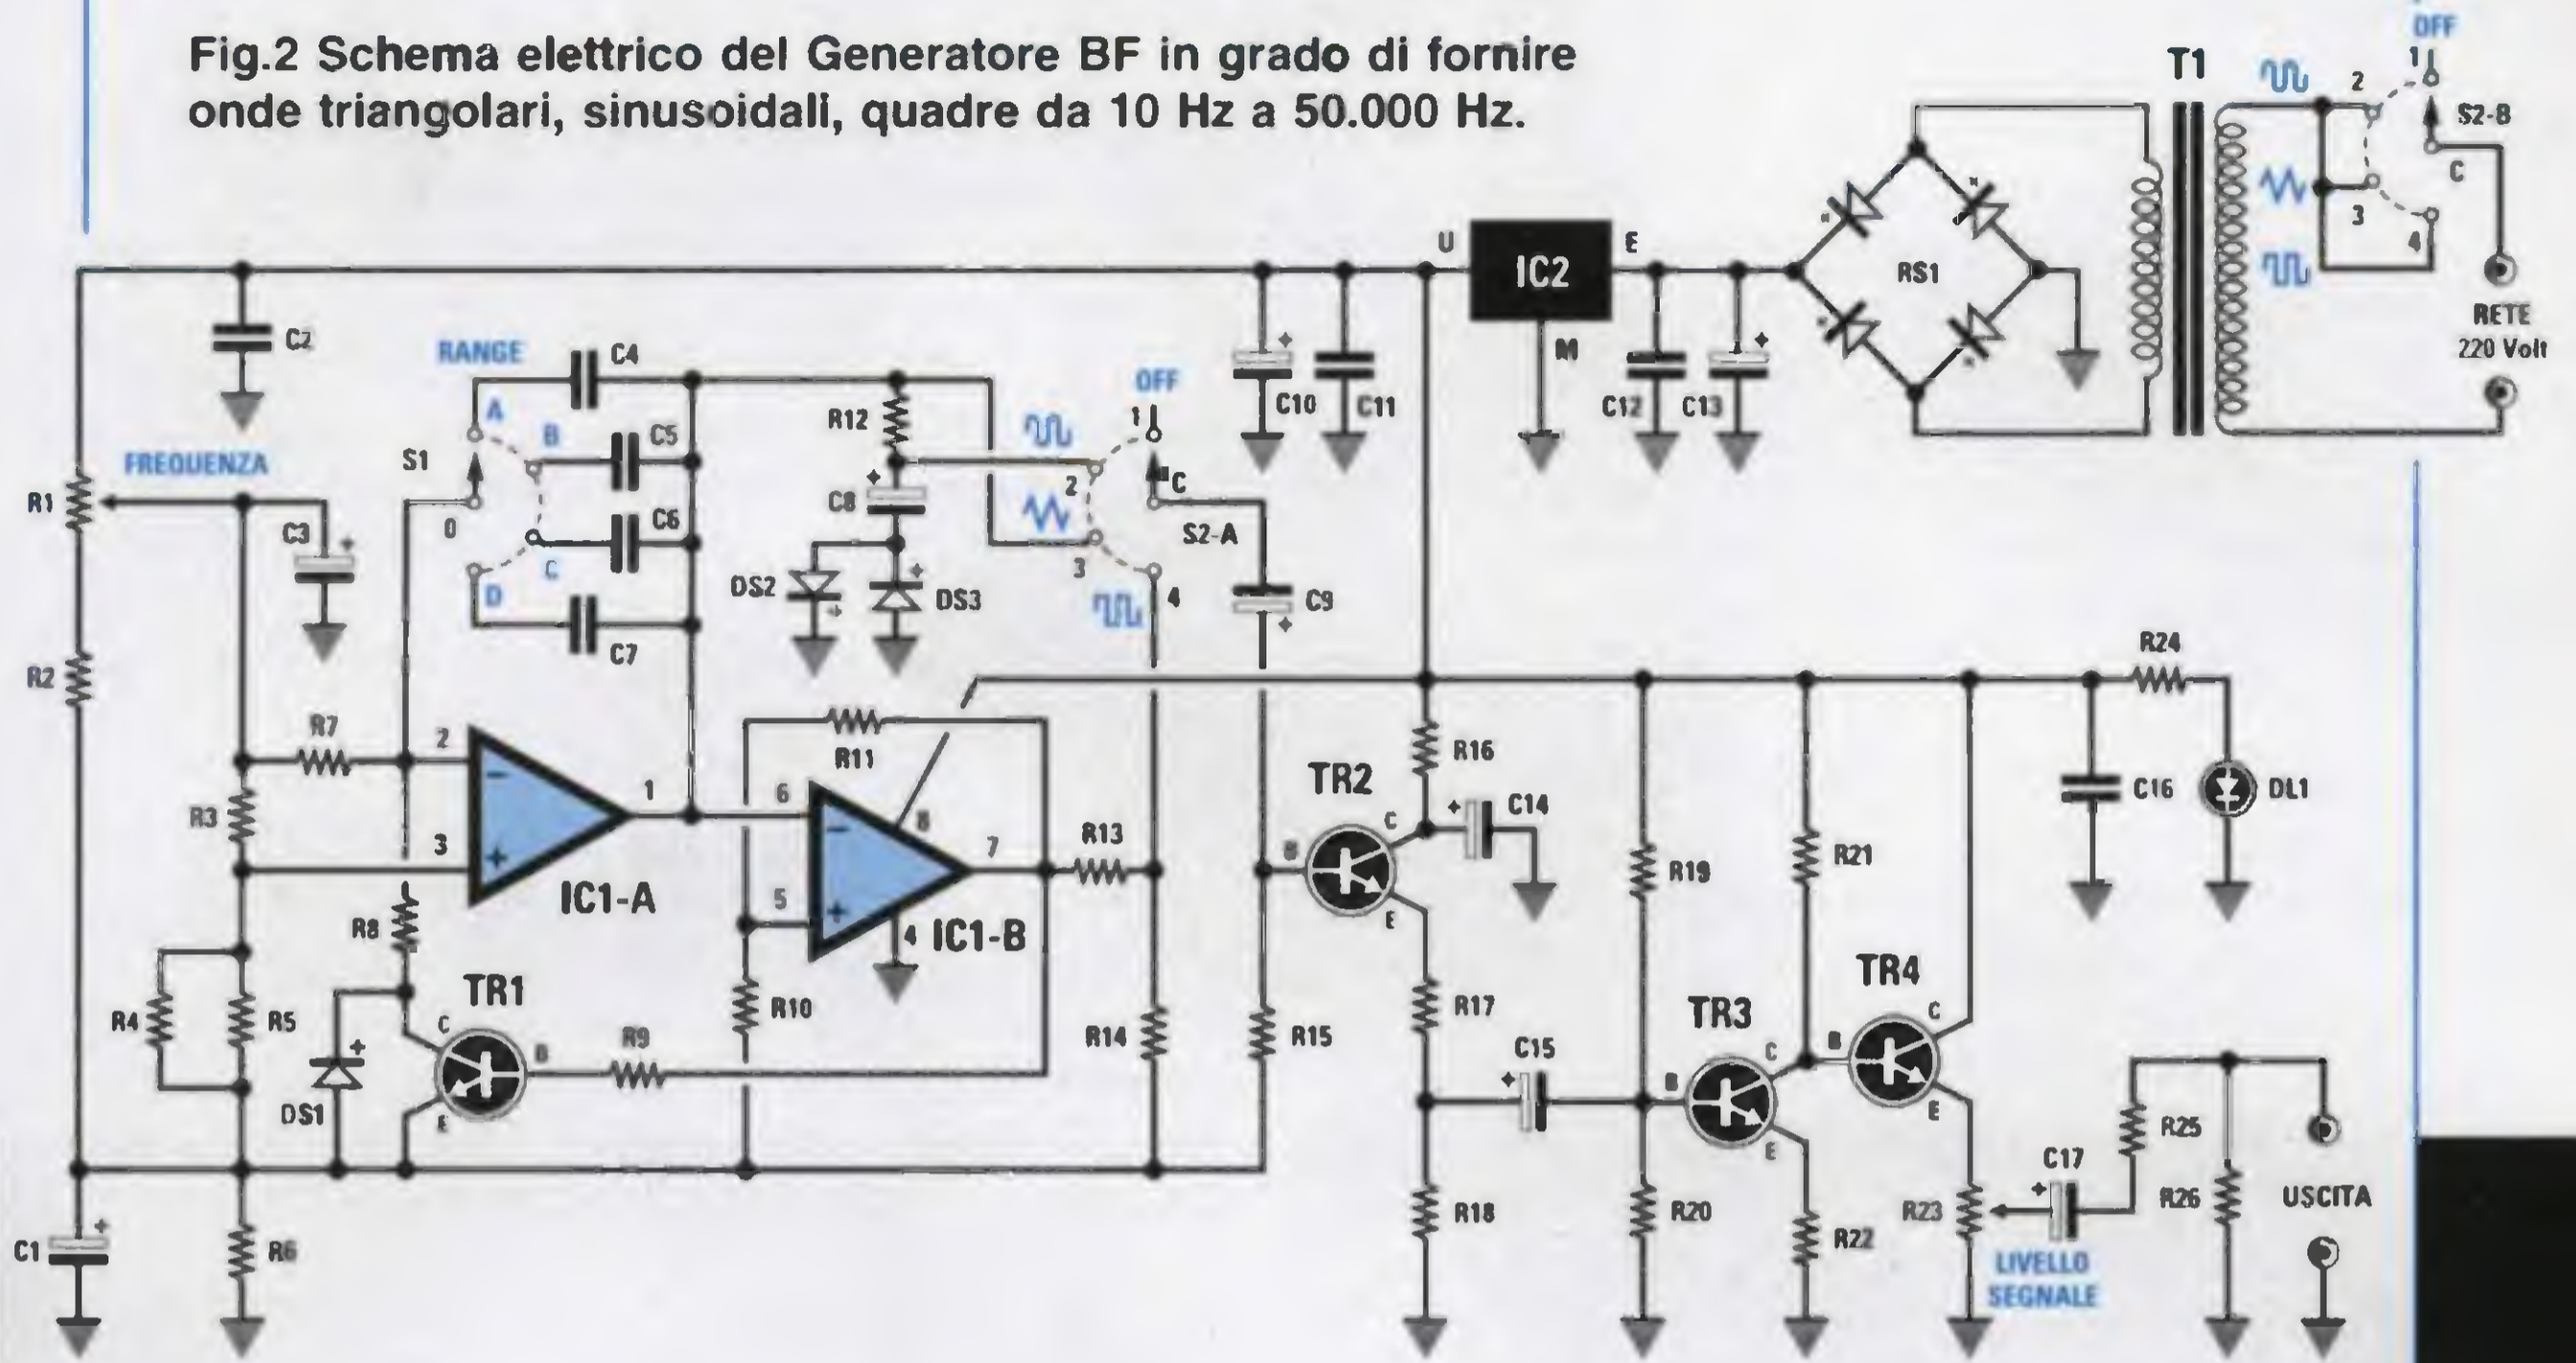 Fig.2 Schema elettrico del Generatore BF in grado di fornire
onde triangolari, sinusoidali, quadre da 10 Hz a 50.000 Hz.
OFF
T1
2
1
S2-B
C
3
4
U
IC2
E
RS1
M
RETE
220 Volt
C2
RANGE
C4
OFF
C10
C11
C12
C13
A
B
C5
R12
1
FREQUENZA
S1
2
C
R1
0
C6
C8
S2-A
C3
C
3
D
DS2
DS3
4
C9
C7
R2
R24
R7
2
R11
R16
TR2
C14
C16
DL1
1
6
8
C
R3
3
7
R13
B
R19
R21
IC1-A
5
E
R8
4
IC1-B
TR1
TR4
R4
R5
C
R10
R17
TR3
C
R9
B
R14
R15
C15
C
B
DS1
E
B
E
R25
E
C17
C1
R6
R18
R20
R22
R23
R26
USCITA
LIVELLO
SEGNALE